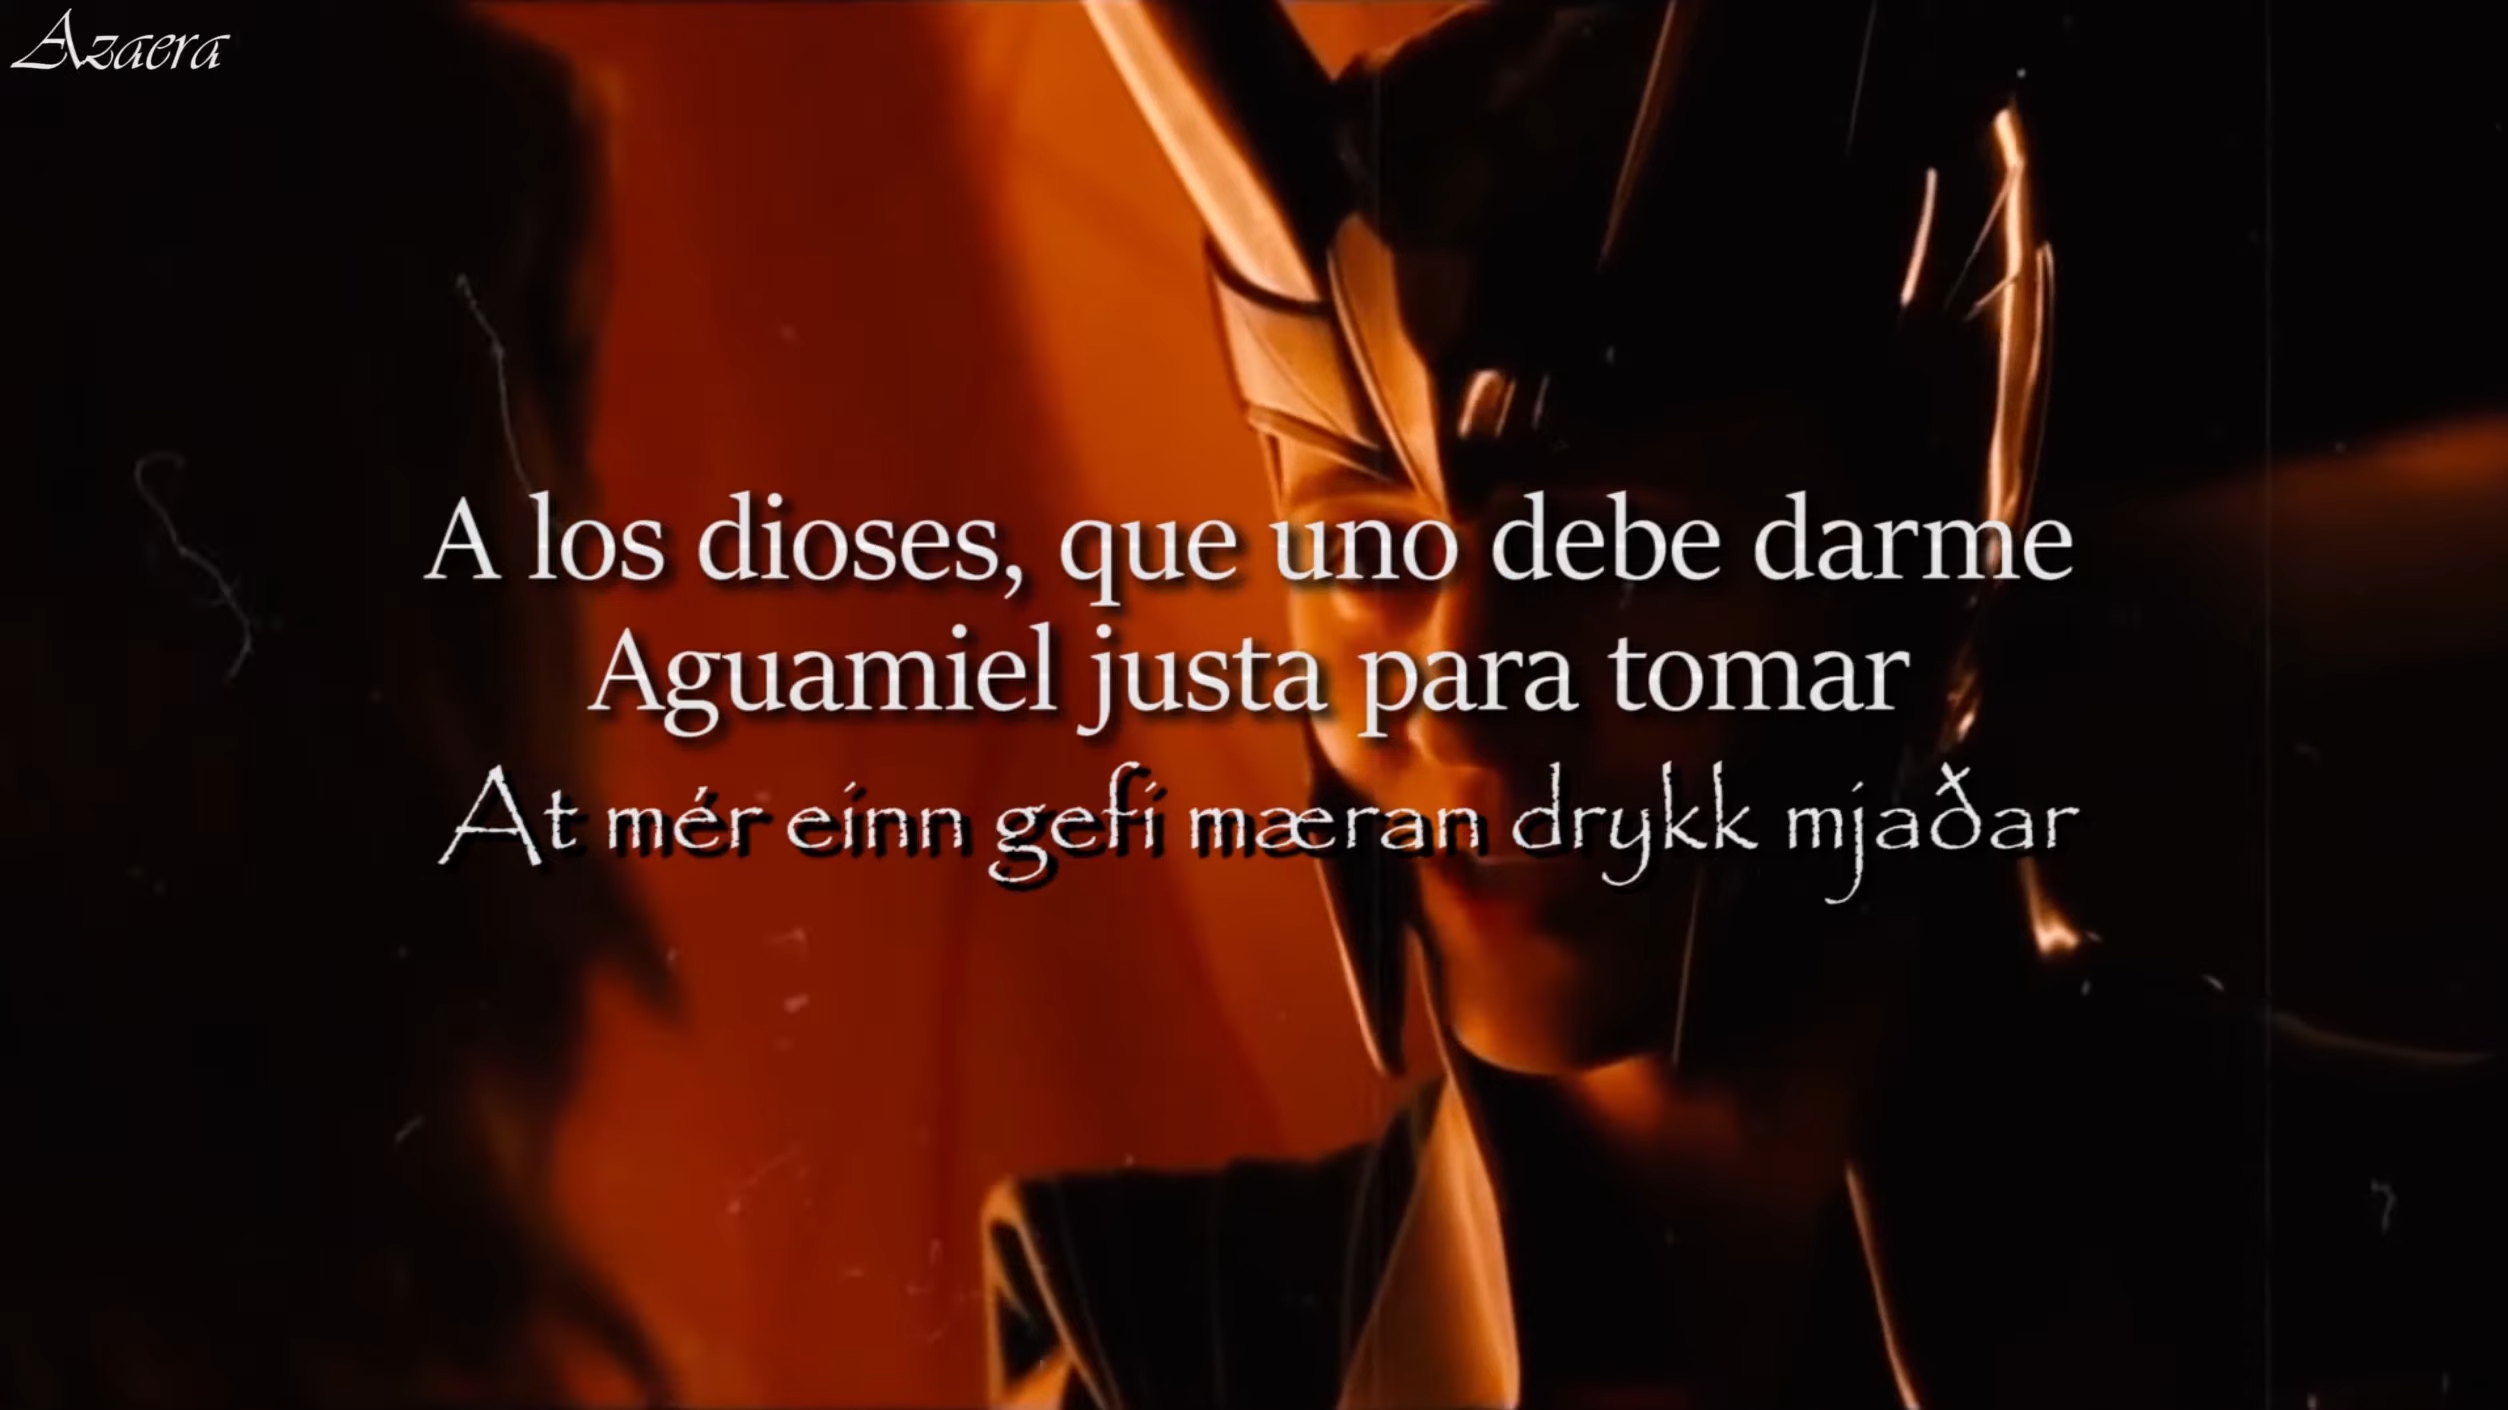 Azaera
A los dioses, que uno debe darme
Aguamiel justa para tomar
At mér einn gefi mæran drykk mjaðar